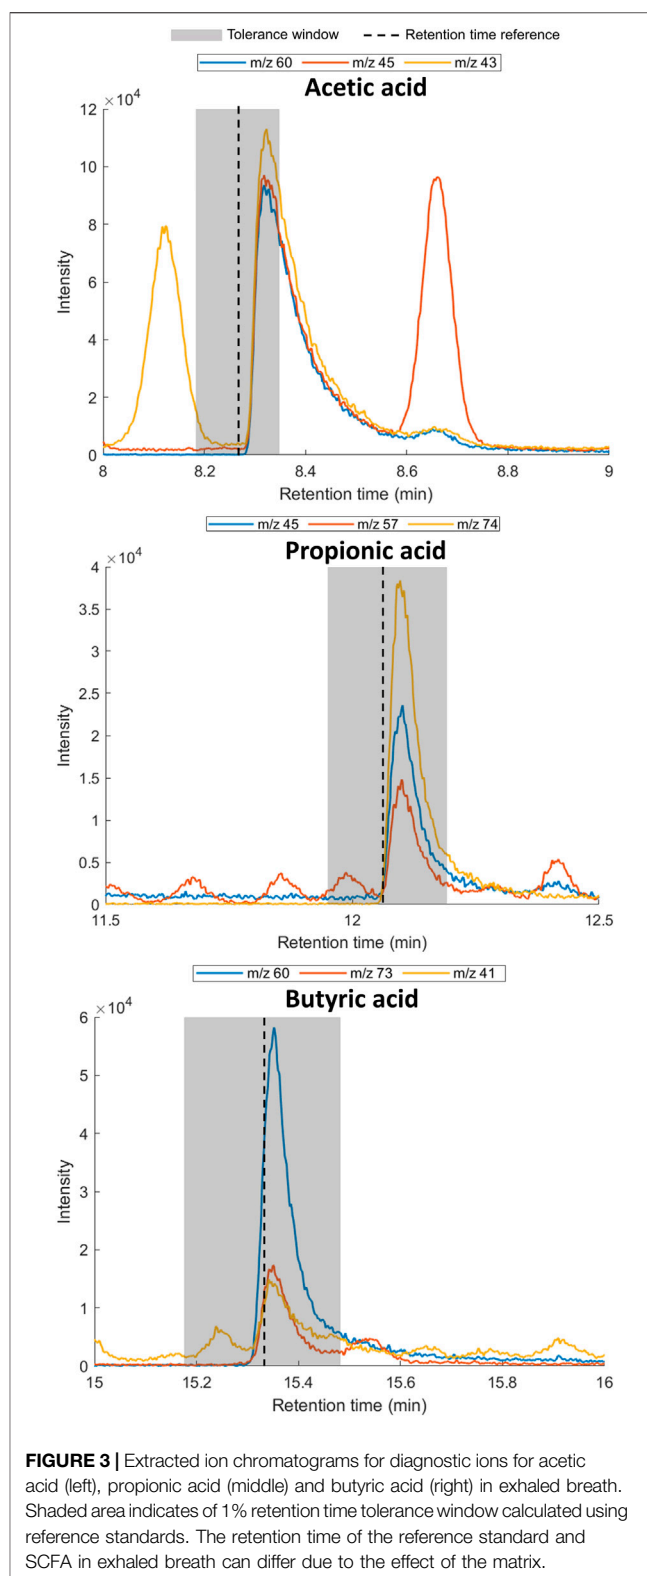 Tolerance window Retention time reference
m/z 60 m/z 45 m/z 43
Acetic acid
×10⁴
12
10
8
6
4
2
0
Intensity
8 8.2 8.4 8.6 8.8 9
Retention time (min)
m/z 45 m/z 57 m/z 74
Propionic acid
×10⁴
4
3.5
3
2.5
2
1.5
1
0.5
0
Intensity
11.5 12 12.5
Retention time (min)
m/z 60 m/z 73 m/z 41
Butyric acid
×10⁴
6
5
4
3
2
1
0
Intensity
15 15.2 15.4 15.6 15.8 16
Retention time (min)
FIGURE 3 | Extracted ion chromatograms for diagnostic ions for acetic
acid (left), propionic acid (middle) and butyric acid (right) in exhaled breath.
Shaded area indicates of 1% retention time tolerance window calculated using
reference standards. The retention time of the reference standard and
SCFA in exhaled breath can differ due to the effect of the matrix.